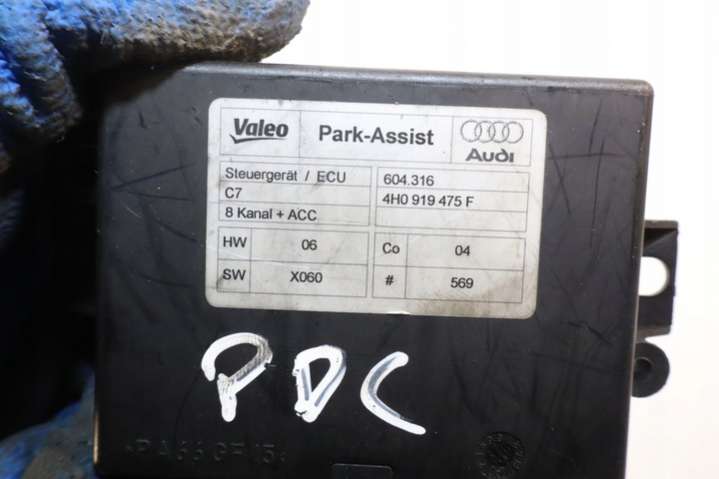 Valeo Park-Assist Audi
Steuergerät / ECU 604.316
C7 4H0 919 475 F
8 Kanal + ACC
HW 06 Co 04
SW X060 # 569
PDC